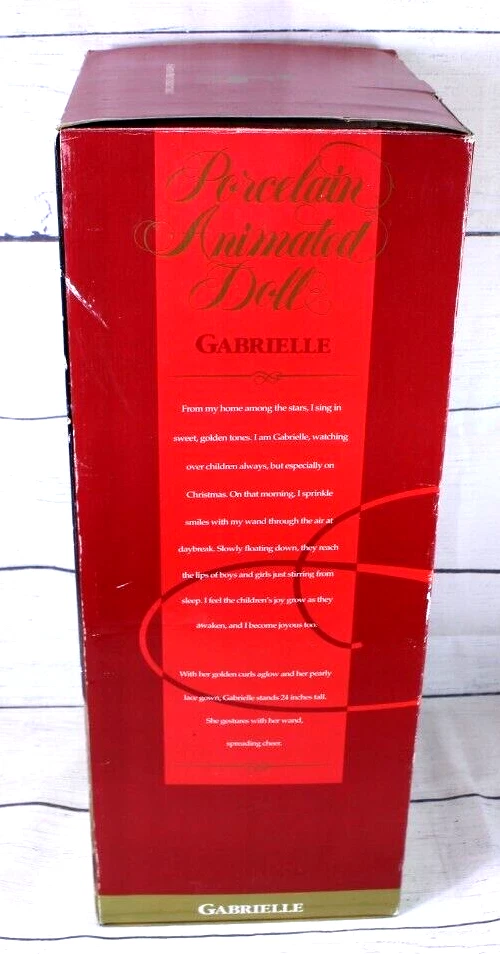 Porcelain
Animated
Doll
GABRIELLE
From my home among the stars, I sing in
sweet, golden tones. I am Gabrielle, watching
over children always, but especially on
Christmas. On that morning, I sprinkle
smiles with my wand through the air at
daybreak. Slowly floating down, they reach
the lips of boys and girls just stirring from
sleep. I feel the children's joy grow as they
awaken, and I become joyous too.
With her golden curls aglow and her pearly
lace gown, Gabrielle stands 24 inches tall.
She gestures with her wand,
spreading cheer.
GABRIELLE